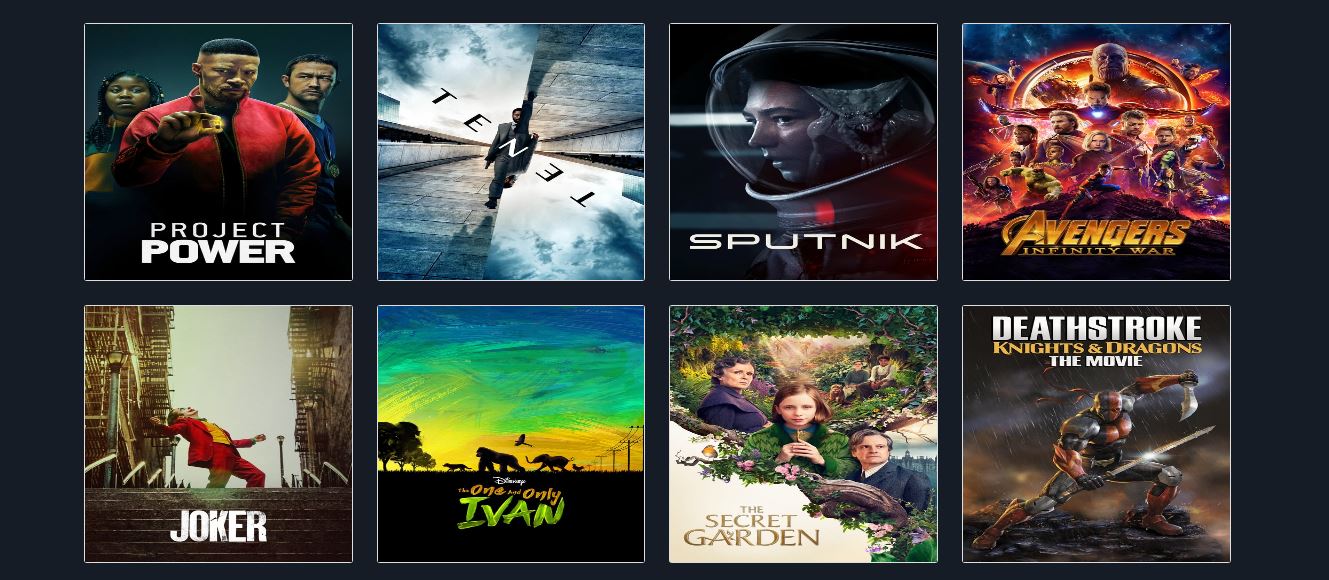 PROJECT
POWER
TENET
SPUTNIK
AVENGERS
INFINITY WAR
JOKER
Disney
The One And Only
IVAN
THE
SECRET
GARDEN
DEATHSTROKE
KNIGHTS & DRAGONS
THE MOVIE